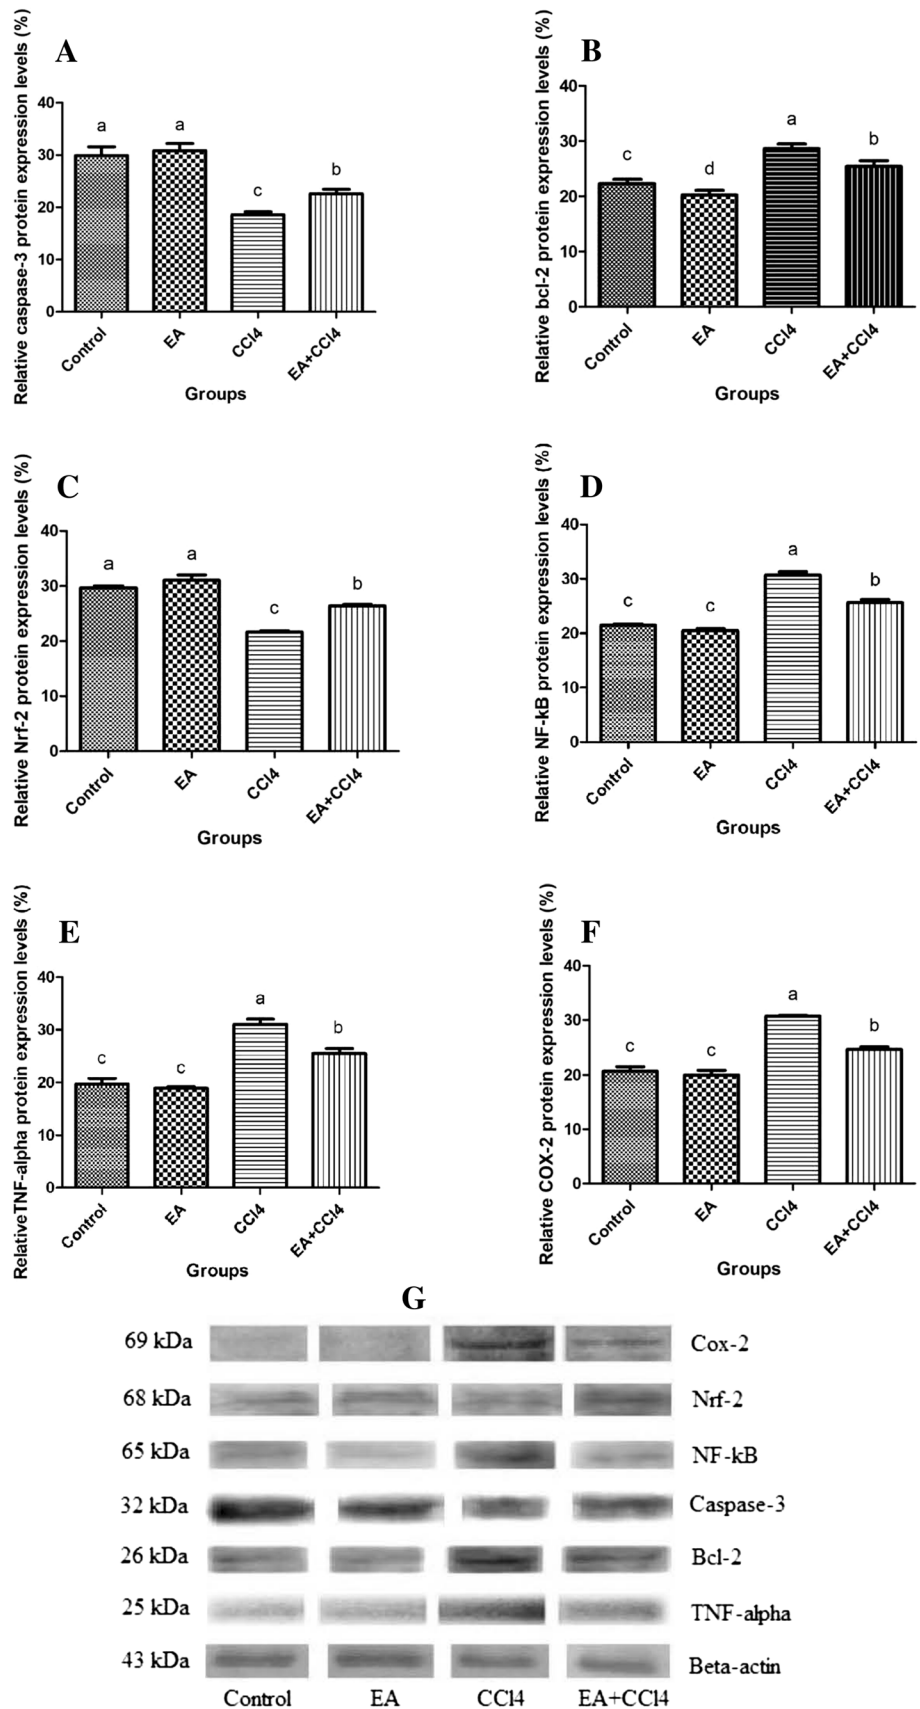 A
Relative caspase-3 protein expression levels (%)
40
30
20
10
0
a
a
c
b
Control
EA
CCl4
EA+CCl4
Groups
B
Relative bcl-2 protein expression levels (%)
40
30
20
10
0
c
d
a
b
Control
EA
CCl4
EA+CCl4
Groups
C
Relative Nrf-2 protein expression levels (%)
40
30
20
10
0
a
a
c
b
Control
EA
CCl4
EA+CCl4
Groups
D
Relative NF-kB protein expression levels (%)
40
30
20
10
0
c
c
a
b
Control
EA
CCl4
EA+CCl4
Groups
E
RelativeTNF-alpha protein expression levels (%)
40
30
20
10
0
c
c
a
b
Control
EA
CCl4
EA+CCl4
Groups
F
Relative COX-2 protein expression levels (%)
40
30
20
10
0
c
c
a
b
Control
EA
CCl4
EA+CCl4
Groups
G
69 kDa Cox-2
68 kDa Nrf-2
65 kDa NF-kB
32 kDa Caspase-3
26 kDa Bcl-2
25 kDa TNF-alpha
43 kDa Beta-actin
Control EA CCl4 EA+CCl4